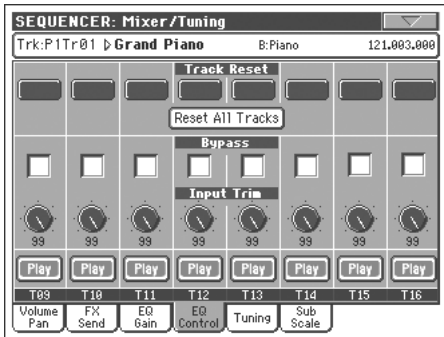 SEQUENCER: Mixer/Tuning
Trk:P1Tr01 ▷Grand Piano B:Piano 121.003.000
Track Reset
Reset All Tracks
Bypass
Input Trim
99 99 99 99 99 99 99 99
Play Play Play Play Play Play Play Play
T09 T10 T11 T12 T13 T14 T15 T16
Volume Pan FX Send EQ Gain EQ Control Tuning Sub Scale